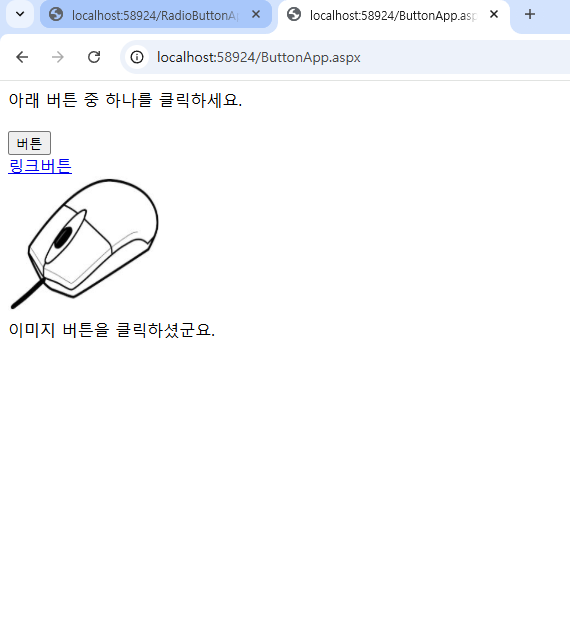 localhost:58924/RadioButtonA
localhost:58924/ButtonApp.asp
localhost:58924/ButtonApp.aspx
아래 버튼 중 하나를 클릭하세요.
버튼
링크버튼
이미지 버튼을 클릭하셨군요.